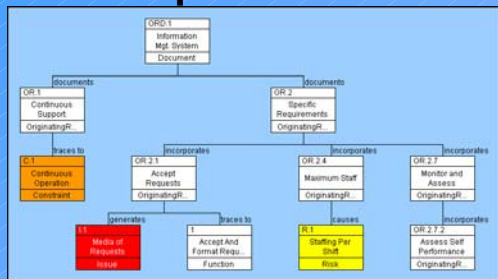 ORD.1
Information
Mgt. System
Document
documents
documents
OR.1
Continuous
Support
OriginatingR...
OR.2
Specific
Requirements
OriginatingR...
traces to
incorporates
incorporates
incorporates
C.1
Continuous
Operation
Constraint
OR.2.1
Accept
Requests
OriginatingR...
OR.2.4
Maximum Staff
OriginatingR...
OR.2.7
Monitor and
Assess
OriginatingR...
generates
traces to
causes
incorporates
I.1
Media of
Requests
Issue
1
Accept And
Format Requ...
Function
R.1
Staffing Per
Shift
Risk
OR.2.7.2
Assess Self
Performance
OriginatingR...